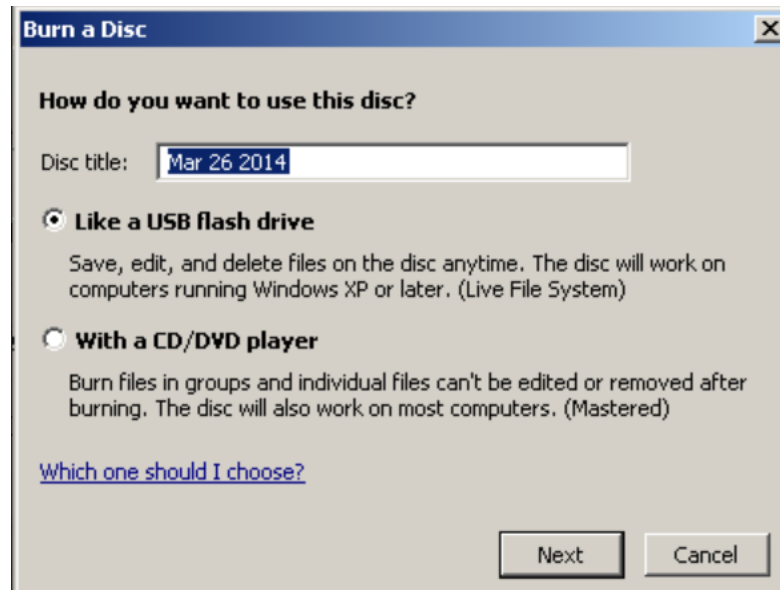 Burn a Disc
How do you want to use this disc?
Disc title: Mar 26 2014
Like a USB flash drive
Save, edit, and delete files on the disc anytime. The disc will work on
computers running Windows XP or later. (Live File System)
With a CD/DVD player
Burn files in groups and individual files can't be edited or removed after
burning. The disc will also work on most computers. (Mastered)
Which one should I choose?
Next Cancel